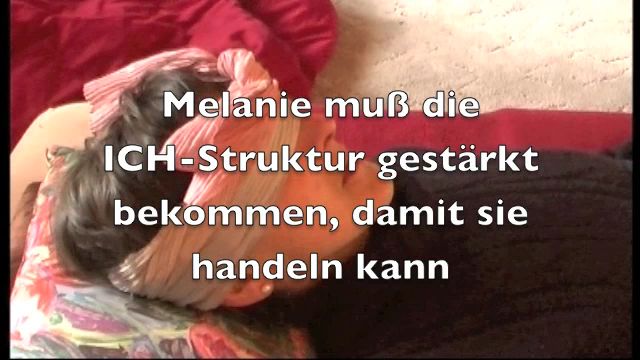 Melanie muß die
ICH-Struktur gestärkt
bekommen, damit sie
handeln kann